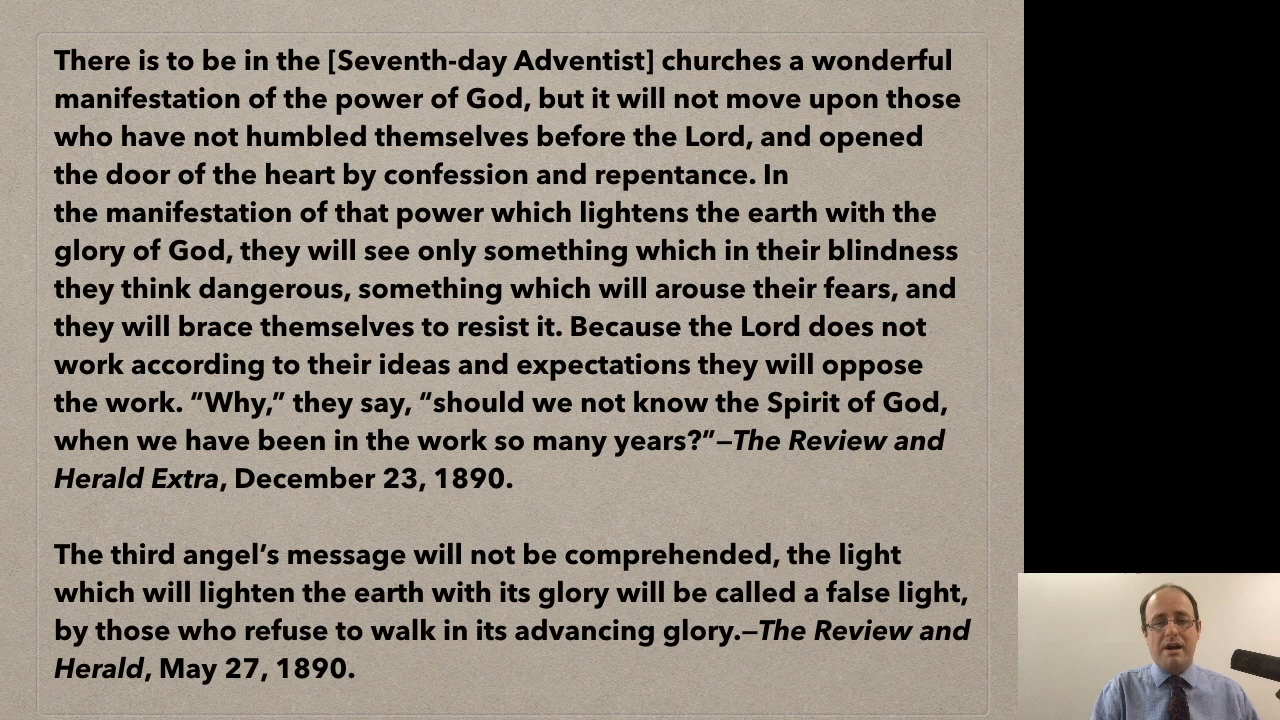 There is to be in the [Seventh-day Adventist] churches a wonderful
manifestation of the power of God, but it will not move upon those
who have not humbled themselves before the Lord, and opened
the door of the heart by confession and repentance. In
the manifestation of that power which lightens the earth with the
glory of God, they will see only something which in their blindness
they think dangerous, something which will arouse their fears, and
they will brace themselves to resist it. Because the Lord does not
work according to their ideas and expectations they will oppose
the work. “Why,” they say, “should we not know the Spirit of God,
when we have been in the work so many years?”—The Review and
Herald Extra, December 23, 1890.
The third angel’s message will not be comprehended, the light
which will lighten the earth with its glory will be called a false light,
by those who refuse to walk in its advancing glory.—The Review and
Herald, May 27, 1890.